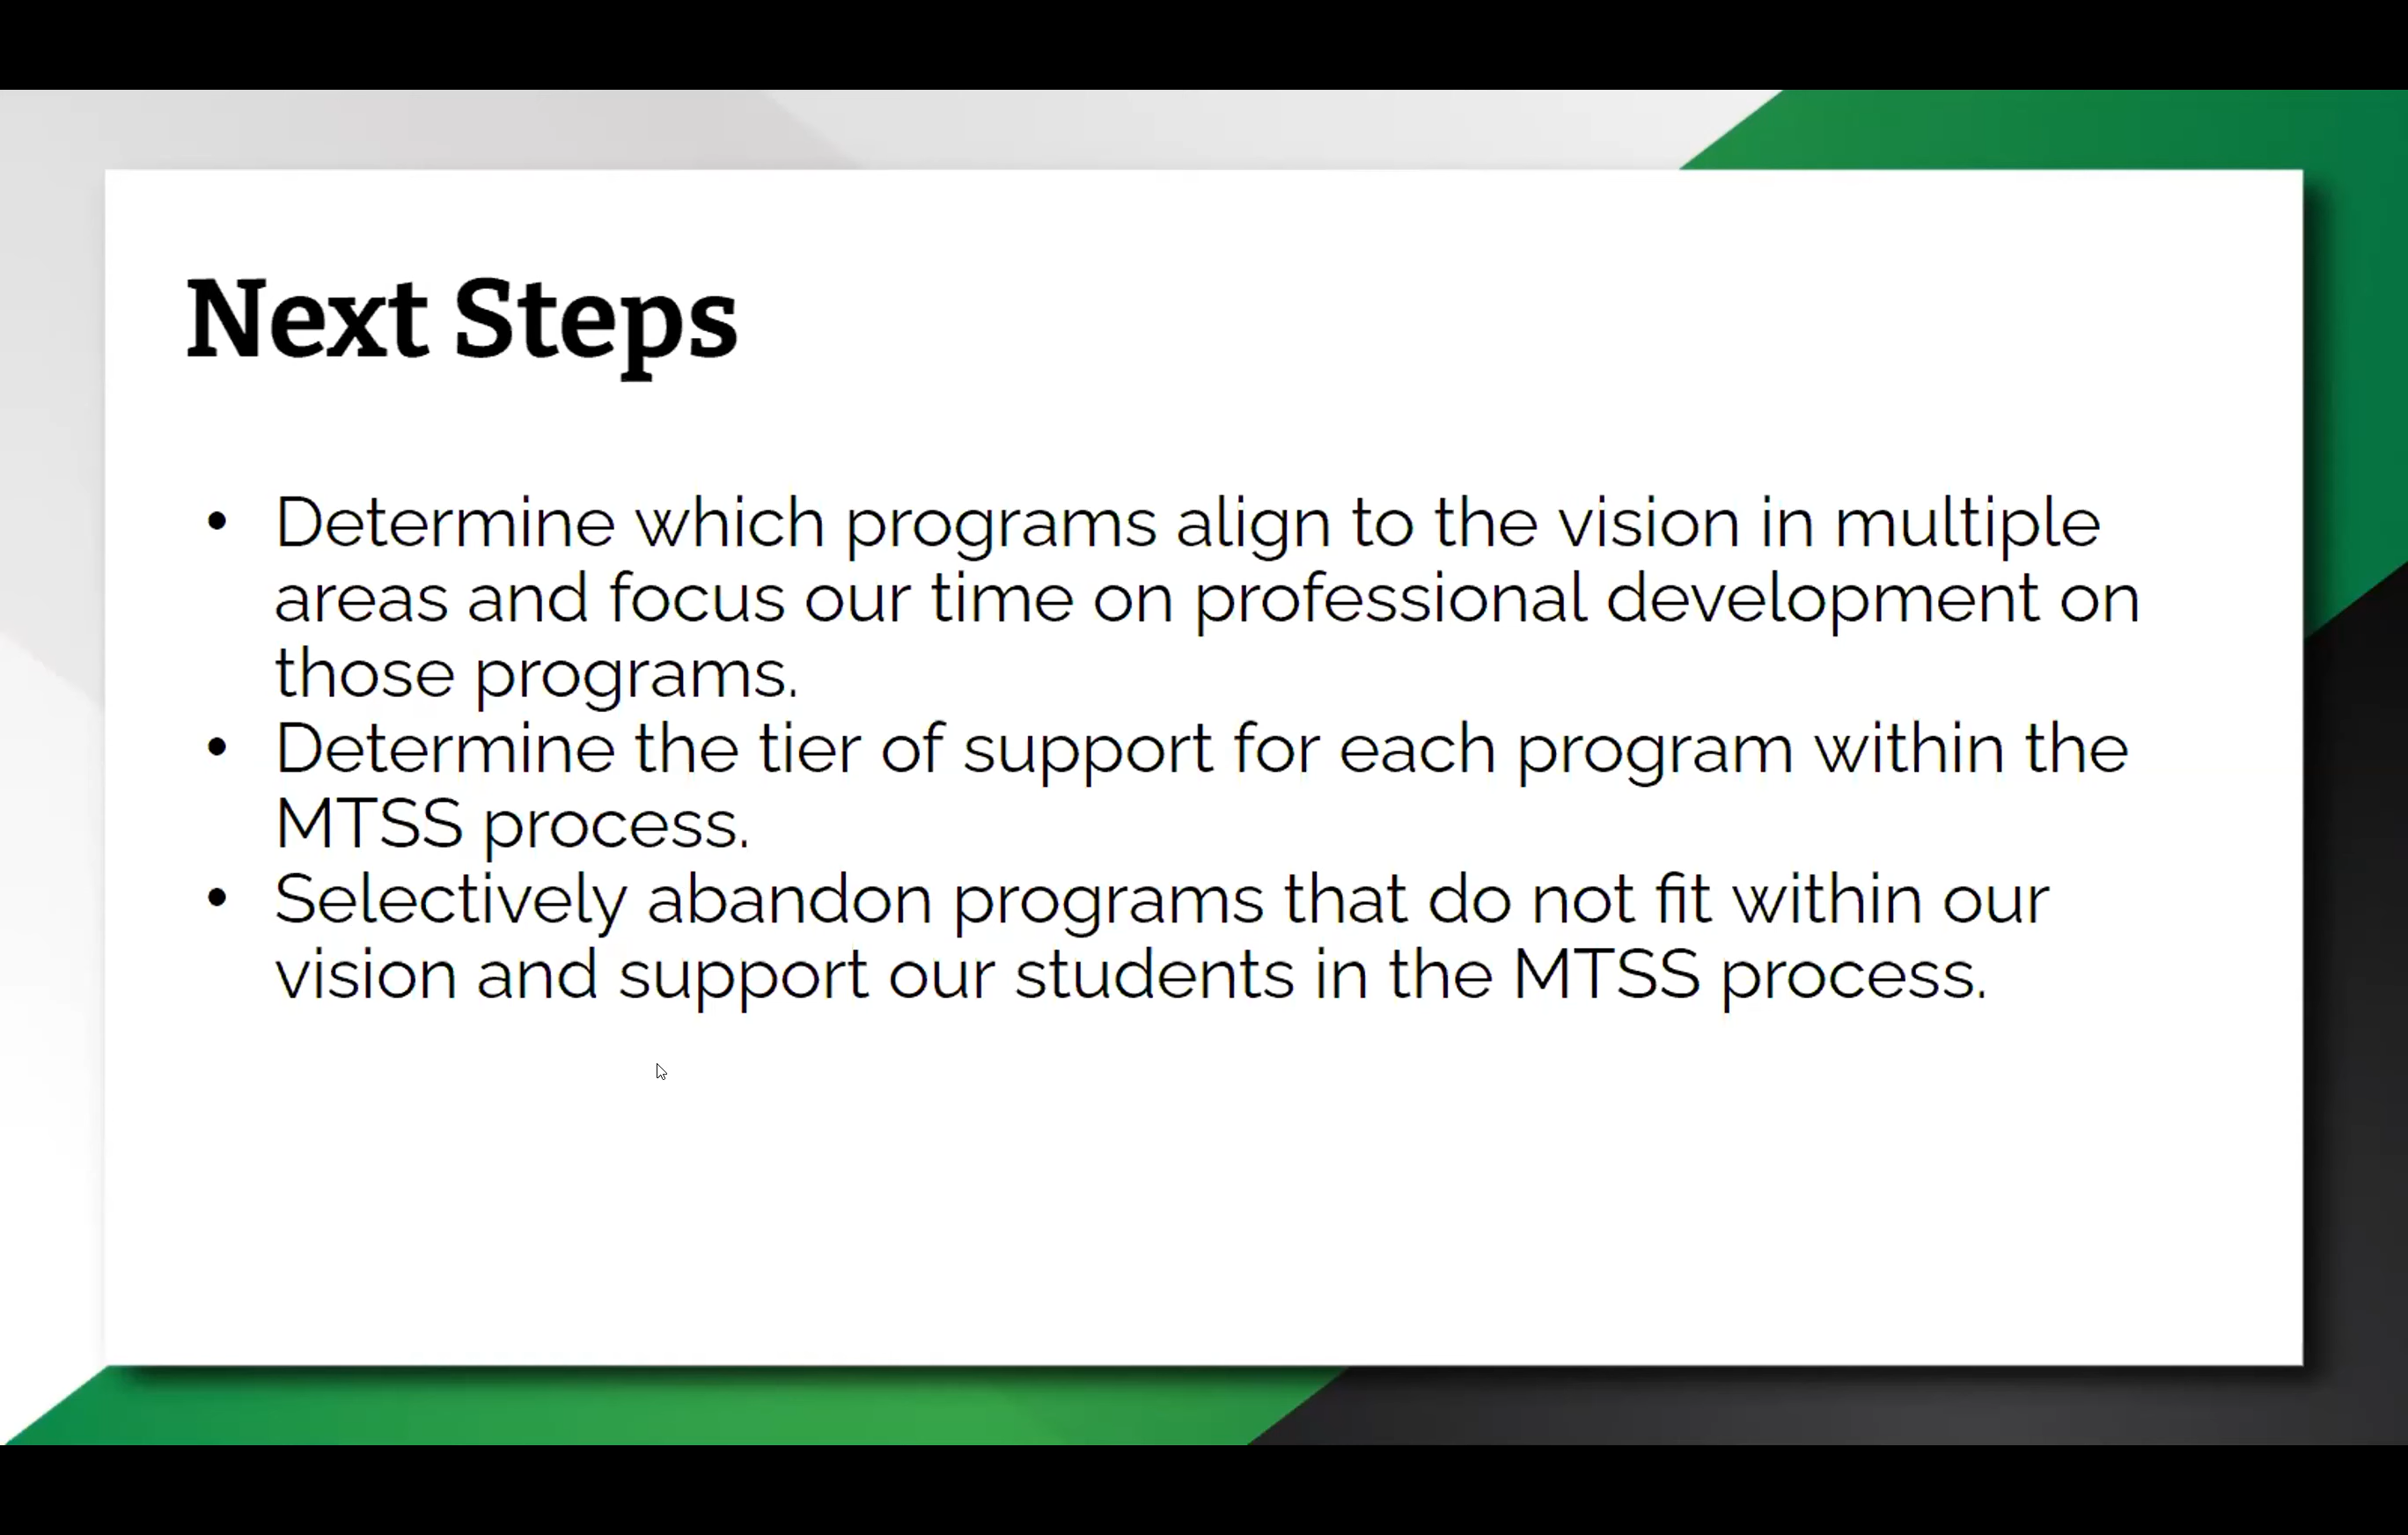 Next Steps
• Determine which programs align to the vision in multiple
areas and focus our time on professional development on
those programs.
• Determine the tier of support for each program within the
MTSS process.
• Selectively abandon programs that do not fit within our
vision and support our students in the MTSS process.